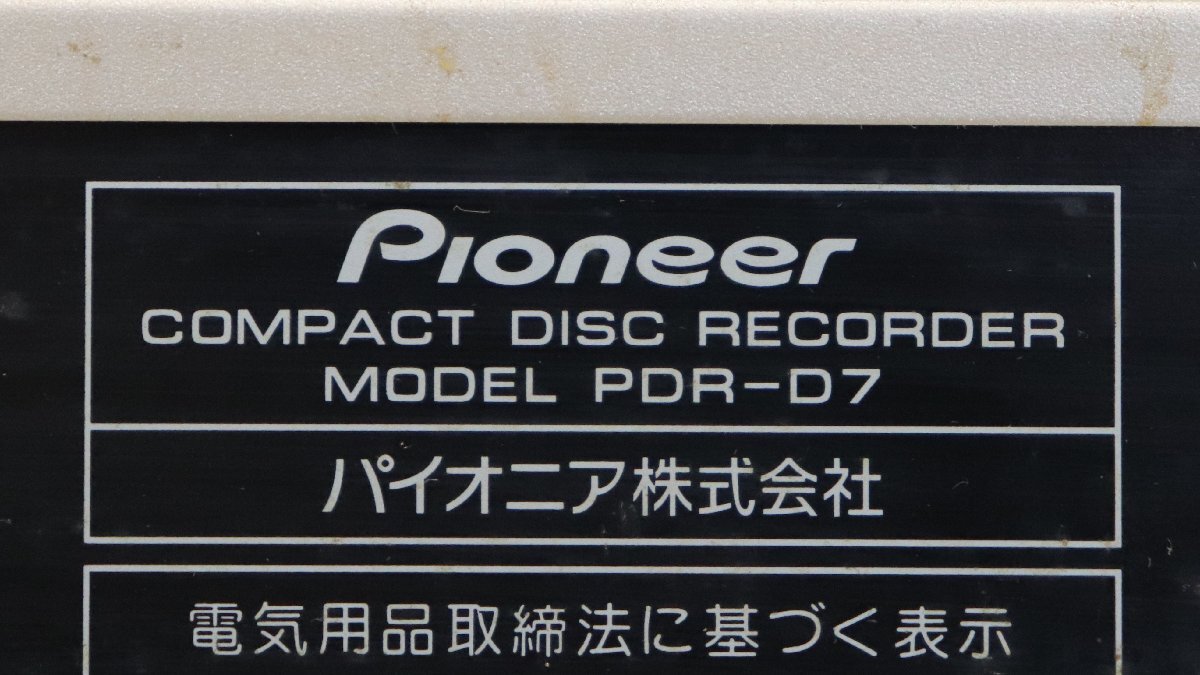 Pioneer
COMPACT DISC RECORDER
MODEL PDR-D7
パイオニア株式会社
電気用品取締法に基づく表示